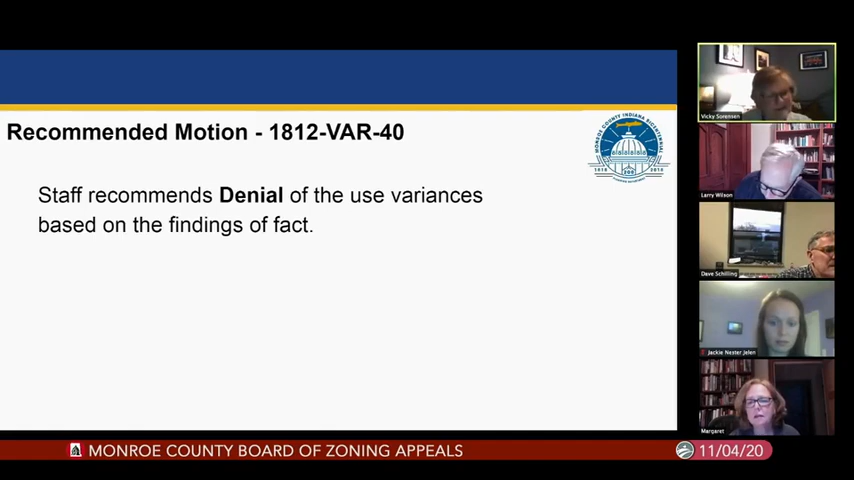 Recommended Motion - 1812-VAR-40
Staff recommends Denial of the use variances
based on the findings of fact.
MONROE COUNTY INDIANA BICENTENNIAL
1818
200
2018
Vicky Sorensen
Larry Wilson
Dave Schilling
Jackie Nester Jelen
Margaret
MONROE COUNTY BOARD OF ZONING APPEALS
11/04/20